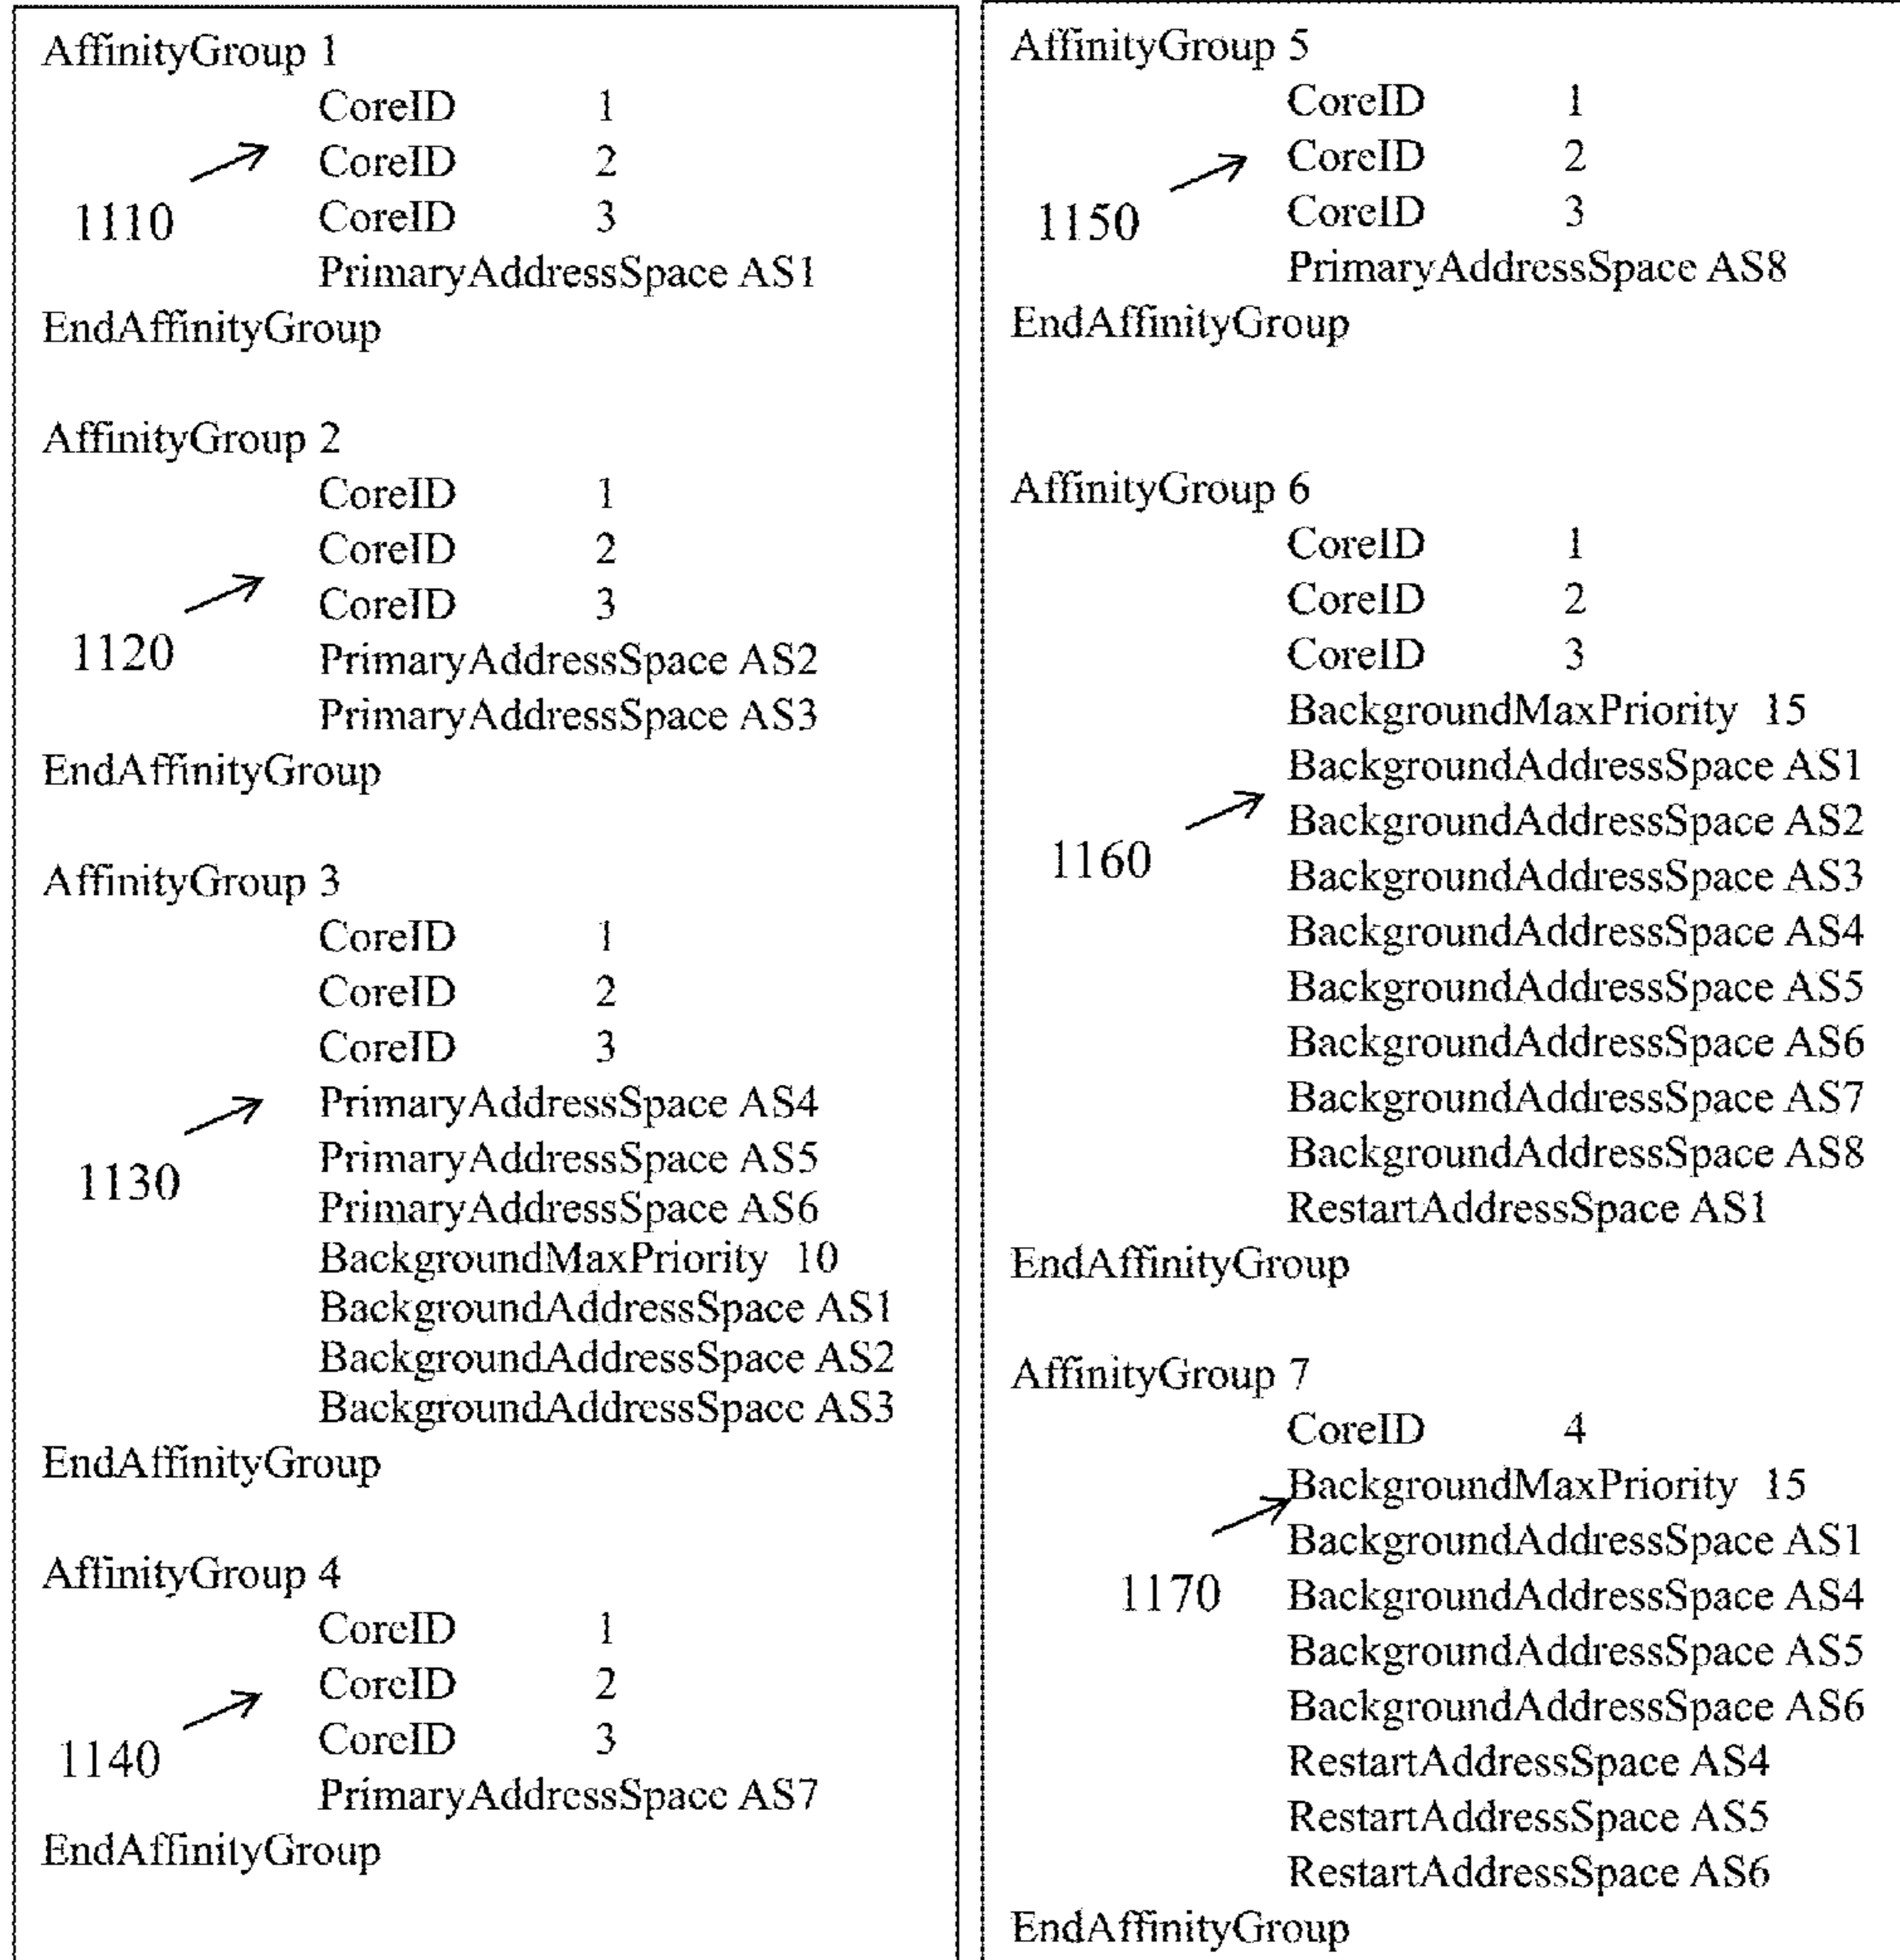 AffinityGroup 1
CoreID 1
CoreID 2
1110
CoreID 3
PrimaryAddressSpace AS1
EndAffinityGroup
AffinityGroup 2
CoreID 1
CoreID 2
CoreID 3
1120
PrimaryAddressSpace AS2
PrimaryAddressSpace AS3
EndAffinityGroup
AffinityGroup 3
CoreID 1
CoreID 2
CoreID 3
PrimaryAddressSpace AS4
1130
PrimaryAddressSpace AS5
PrimaryAddressSpace AS6
BackgroundMaxPriority 10
BackgroundAddressSpace AS1
BackgroundAddressSpace AS2
BackgroundAddressSpace AS3
EndAffinityGroup
AffinityGroup 4
CoreID 1
CoreID 2
CoreID 3
1140
PrimaryAddressSpace AS7
EndAffinityGroup
AffinityGroup 5
CoreID 1
CoreID 2
1150
CoreID 3
PrimaryAddressSpace AS8
EndAffinityGroup
AffinityGroup 6
CoreID 1
CoreID 2
CoreID 3
BackgroundMaxPriority 15
BackgroundAddressSpace AS1
BackgroundAddressSpace AS2
1160
BackgroundAddressSpace AS3
BackgroundAddressSpace AS4
BackgroundAddressSpace AS5
BackgroundAddressSpace AS6
BackgroundAddressSpace AS7
BackgroundAddressSpace AS8
RestartAddressSpace AS1
EndAffinityGroup
AffinityGroup 7
CoreID 4
BackgroundMaxPriority 15
BackgroundAddressSpace AS1
1170
BackgroundAddressSpace AS4
BackgroundAddressSpace AS5
BackgroundAddressSpace AS6
RestartAddressSpace AS4
RestartAddressSpace AS5
RestartAddressSpace AS6
EndAffinityGroup